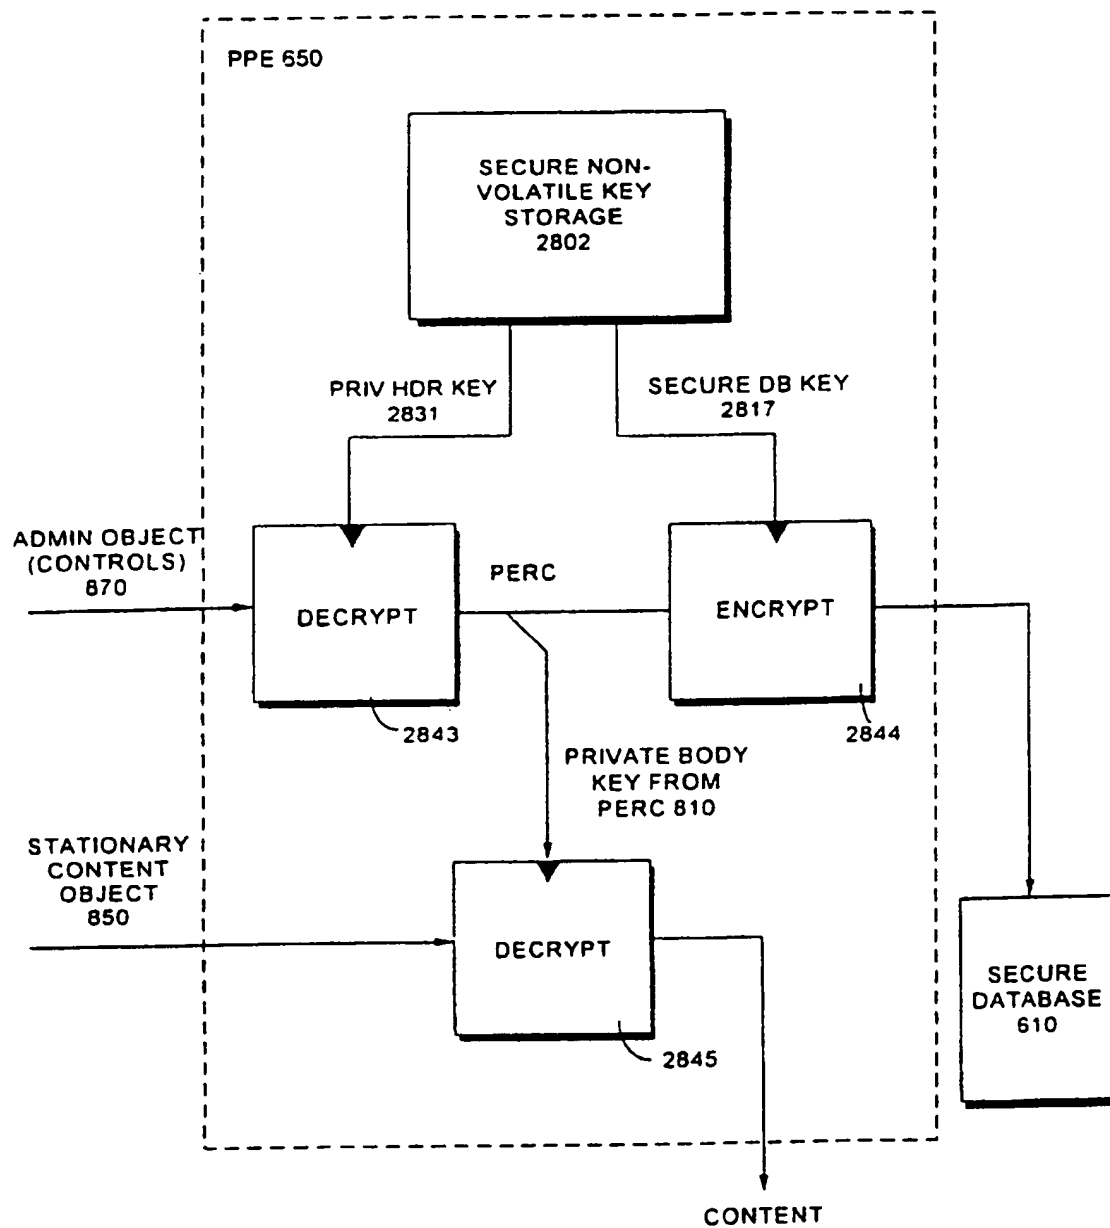 PPE 650
SECURE NON-
VOLATILE KEY
STORAGE
2802
PRIV HDR KEY
2831
SECURE DB KEY
2817
ADMIN OBJECT
(CONTROLS)
870
DECRYPT
PERC
ENCRYPT
2843
2844
PRIVATE BODY
KEY FROM
PERC 810
STATIONARY
CONTENT
OBJECT
850
DECRYPT
2845
SECURE
DATABASE
610
CONTENT